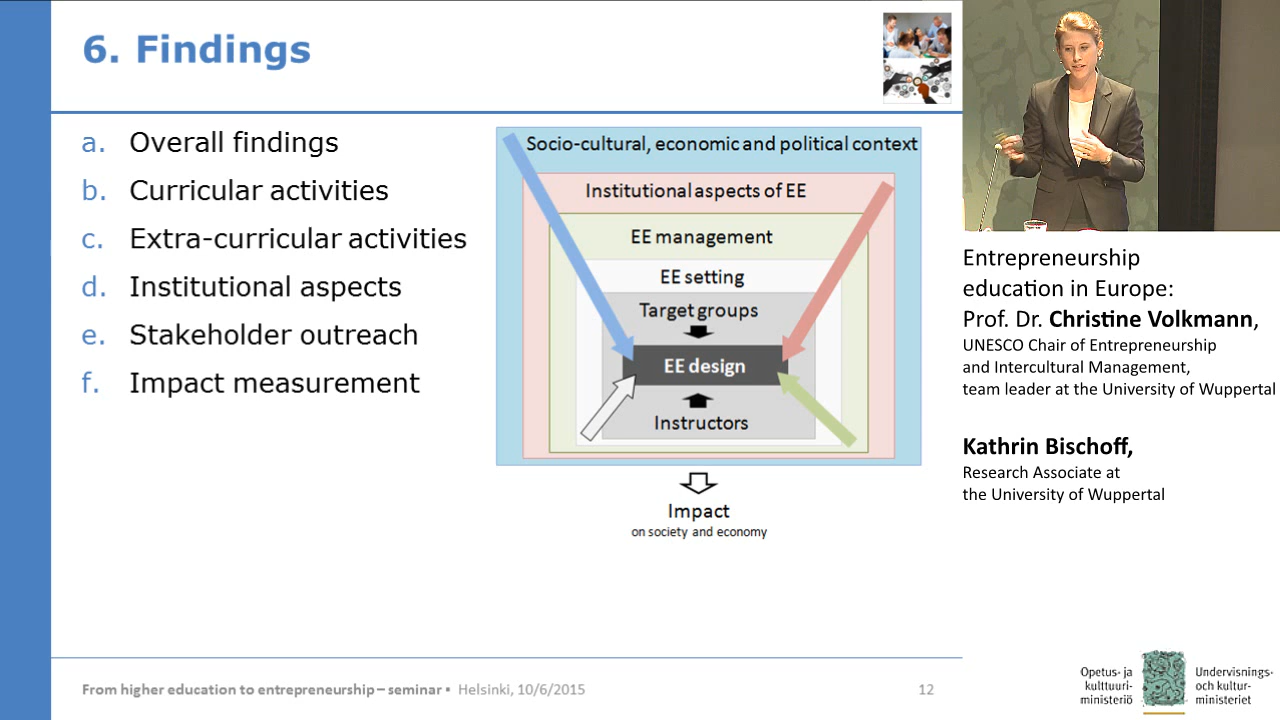 6. Findings
a. Overall findings
b. Curricular activities
c. Extra-curricular activities
d. Institutional aspects
e. Stakeholder outreach
f. Impact measurement
Socio-cultural, economic and political context
Institutional aspects of EE
EE management
EE setting
Target groups
EE design
Instructors
Impact
on society and economy
From higher education to entrepreneurship – seminar • Helsinki, 10/6/2015
12
Entrepreneurship
education in Europe:
Prof. Dr. Christine Volkmann,
UNESCO Chair of Entrepreneurship
and Intercultural Management,
team leader at the University of Wuppertal
Kathrin Bischoff,
Research Associate at
the University of Wuppertal
Opetus- ja
kulttuuri-
ministeriö
Undervisnings-
och kultur-
ministeriet